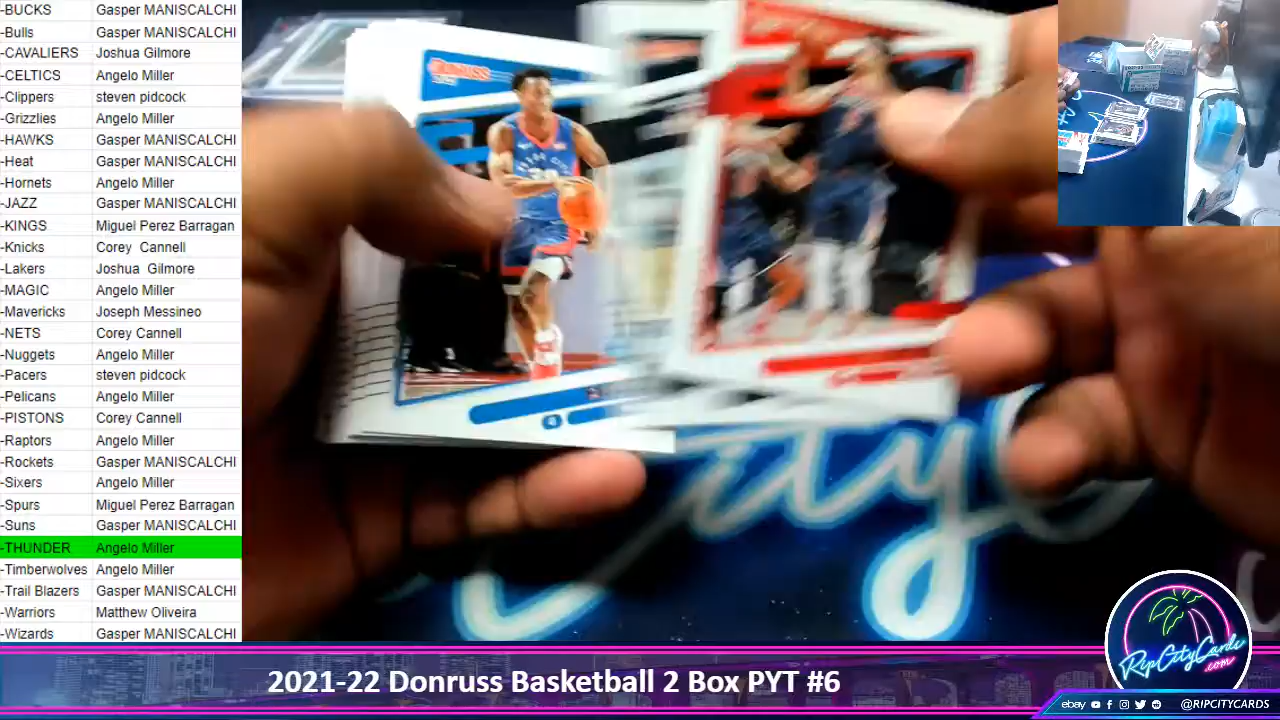 -BUCKS Gasper MANISCALCHI
-Bulls Gasper MANISCALCHI
-CAVALIERS Joshua Gilmore
-CELTICS Angelo Miller
-Clippers steven pidcock
-Grizzlies Angelo Miller
-HAWKS Gasper MANISCALCHI
-Heat Gasper MANISCALCHI
-Hornets Angelo Miller
-JAZZ Gasper MANISCALCHI
-KINGS Miguel Perez Barragan
-Knicks Corey Cannell
-Lakers Joshua Gilmore
-MAGIC Angelo Miller
-Mavericks Joseph Messineo
-NETS Corey Cannell
-Nuggets Angelo Miller
-Pacers steven pidcock
-Pelicans Angelo Miller
-PISTONS Corey Cannell
-Raptors Angelo Miller
-Rockets Gasper MANISCALCHI
-Sixers Angelo Miller
-Spurs Miguel Perez Barragan
-Suns Gasper MANISCALCHI
-THUNDER Angelo Miller
-Timberwolves Angelo Miller
-Trail Blazers Gasper MANISCALCHI
-Warriors Matthew Oliveira
-Wizards Gasper MANISCALCHI
DONRUSS
City
RipCityCards
.com
2021-22 Donruss Basketball 2 Box PYT #6
ebay @RIPCITYCARDS